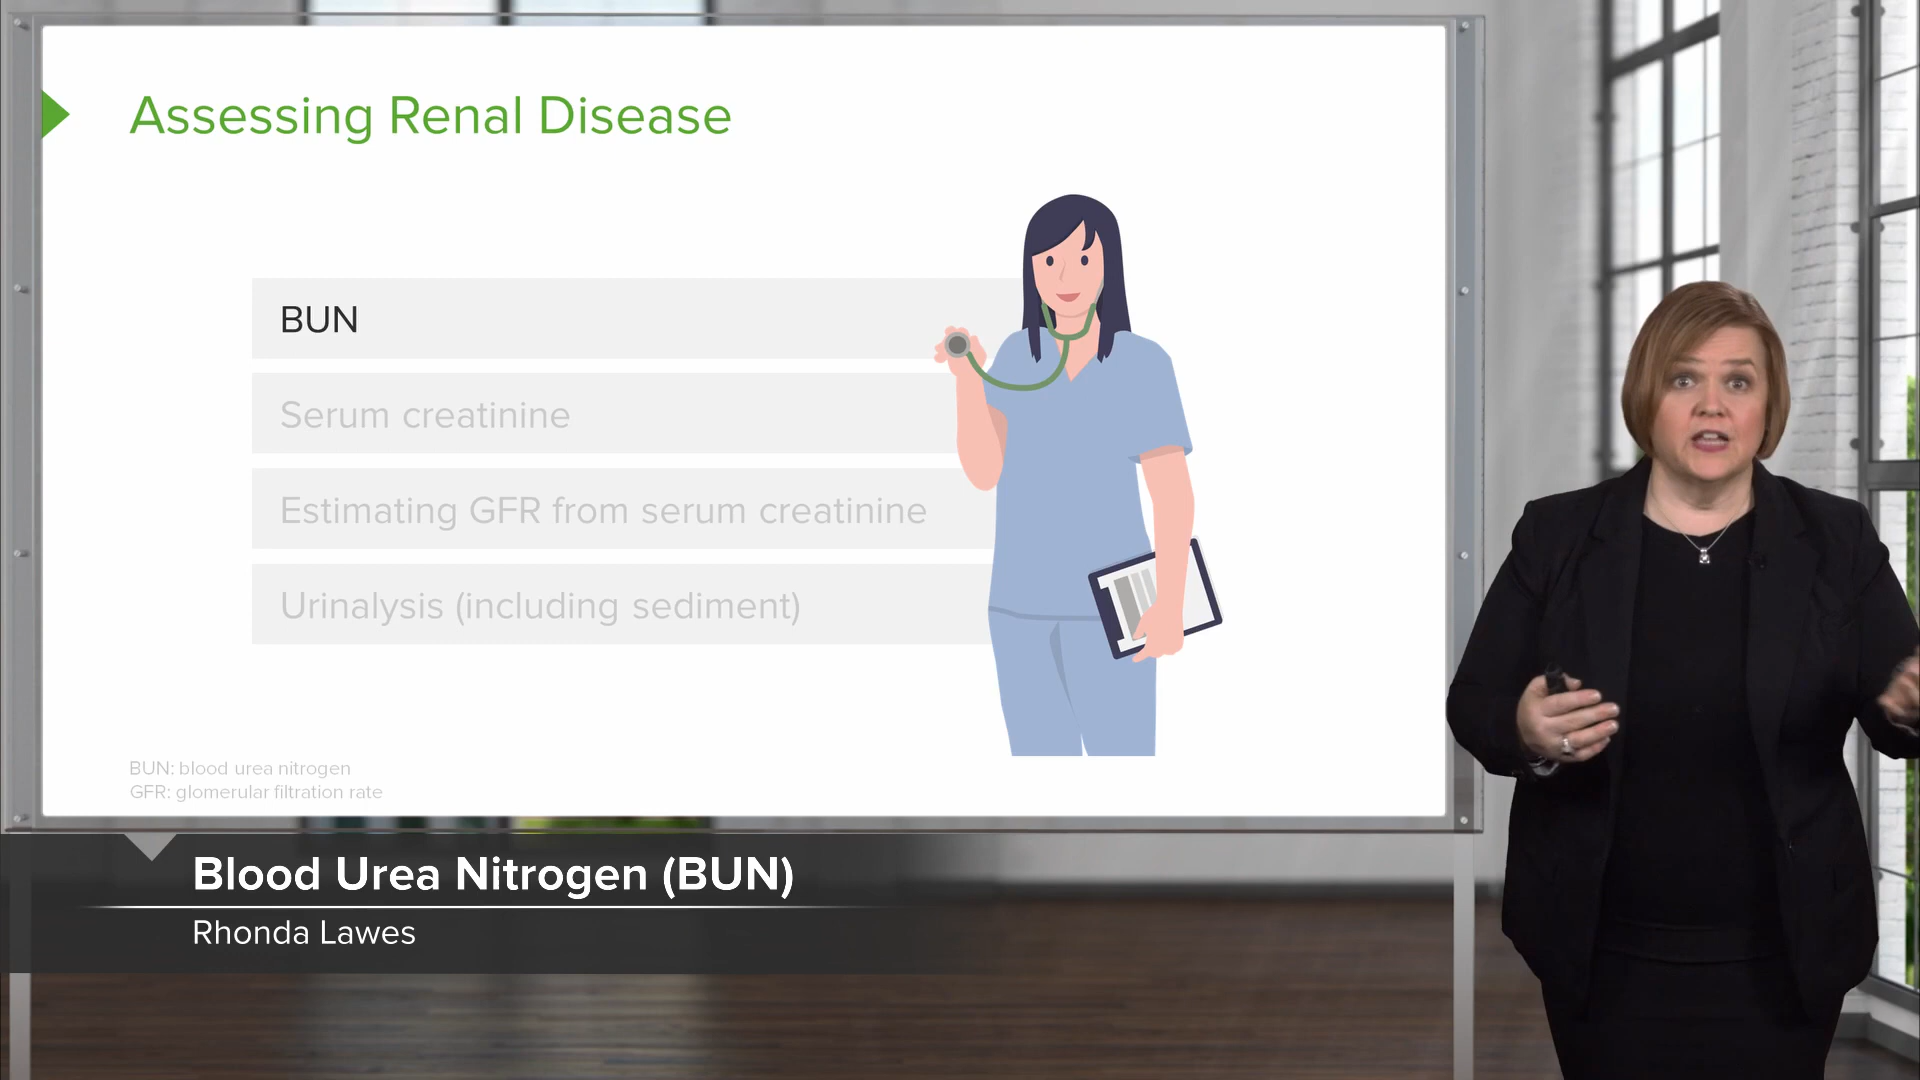 Assessing Renal Disease
BUN
Serum creatinine
Estimating GFR from serum creatinine
Urinalysis (including sediment)
BUN: blood urea nitrogen
GFR: glomerular filtration rate
Blood Urea Nitrogen (BUN)
Rhonda Lawes